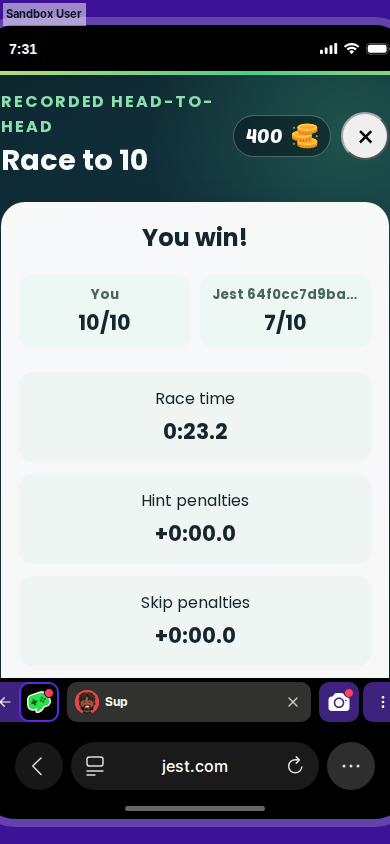 Sandbox User
7:31
RECORDED HEAD-TO-
HEAD
Race to 10
400
You win!
You
10/10
Jest 64f0cc7d9ba...
7/10
Race time
0:23.2
Hint penalties
+0:00.0
Skip penalties
+0:00.0
Sup
jest.com